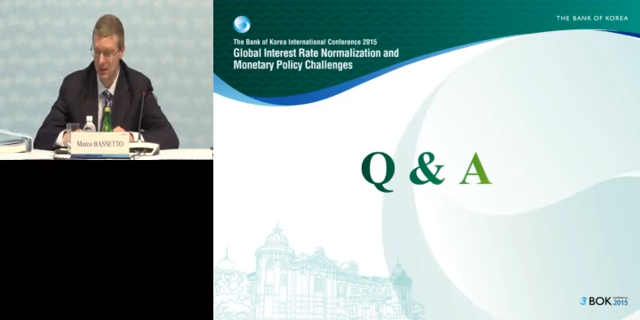 THE BANK OF KOREA
The Bank of Korea International Conference 2015
Global Interest Rate Normalization and
Monetary Policy Challenges
Marco BASSETTO
Q & A
BOK
conference
2015